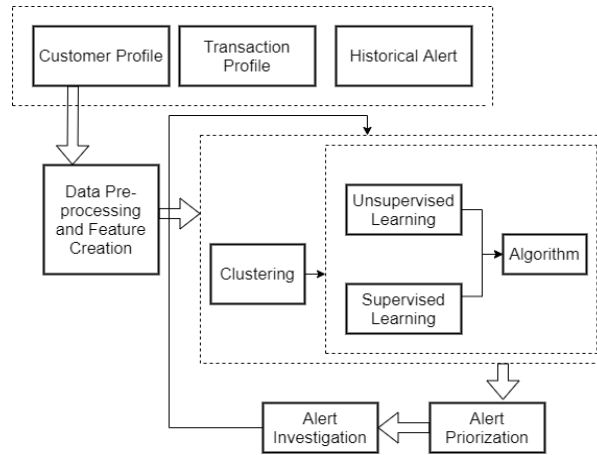 Customer Profile
Transaction
Profile
Historical Alert
Data Pre-
processing
and Feature
Creation
Unsupervised
Learning
Clustering
Algorithm
Supervised
Learning
Alert
Investigation
Alert
Priorization